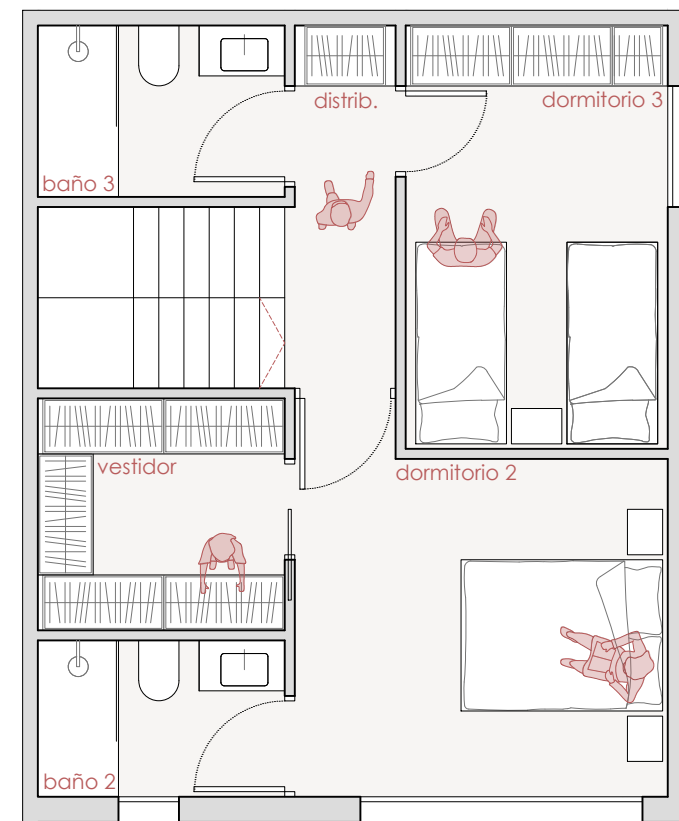 distrib.
dormitorio 3
baño 3
vestidor
dormitorio 2
baño 2